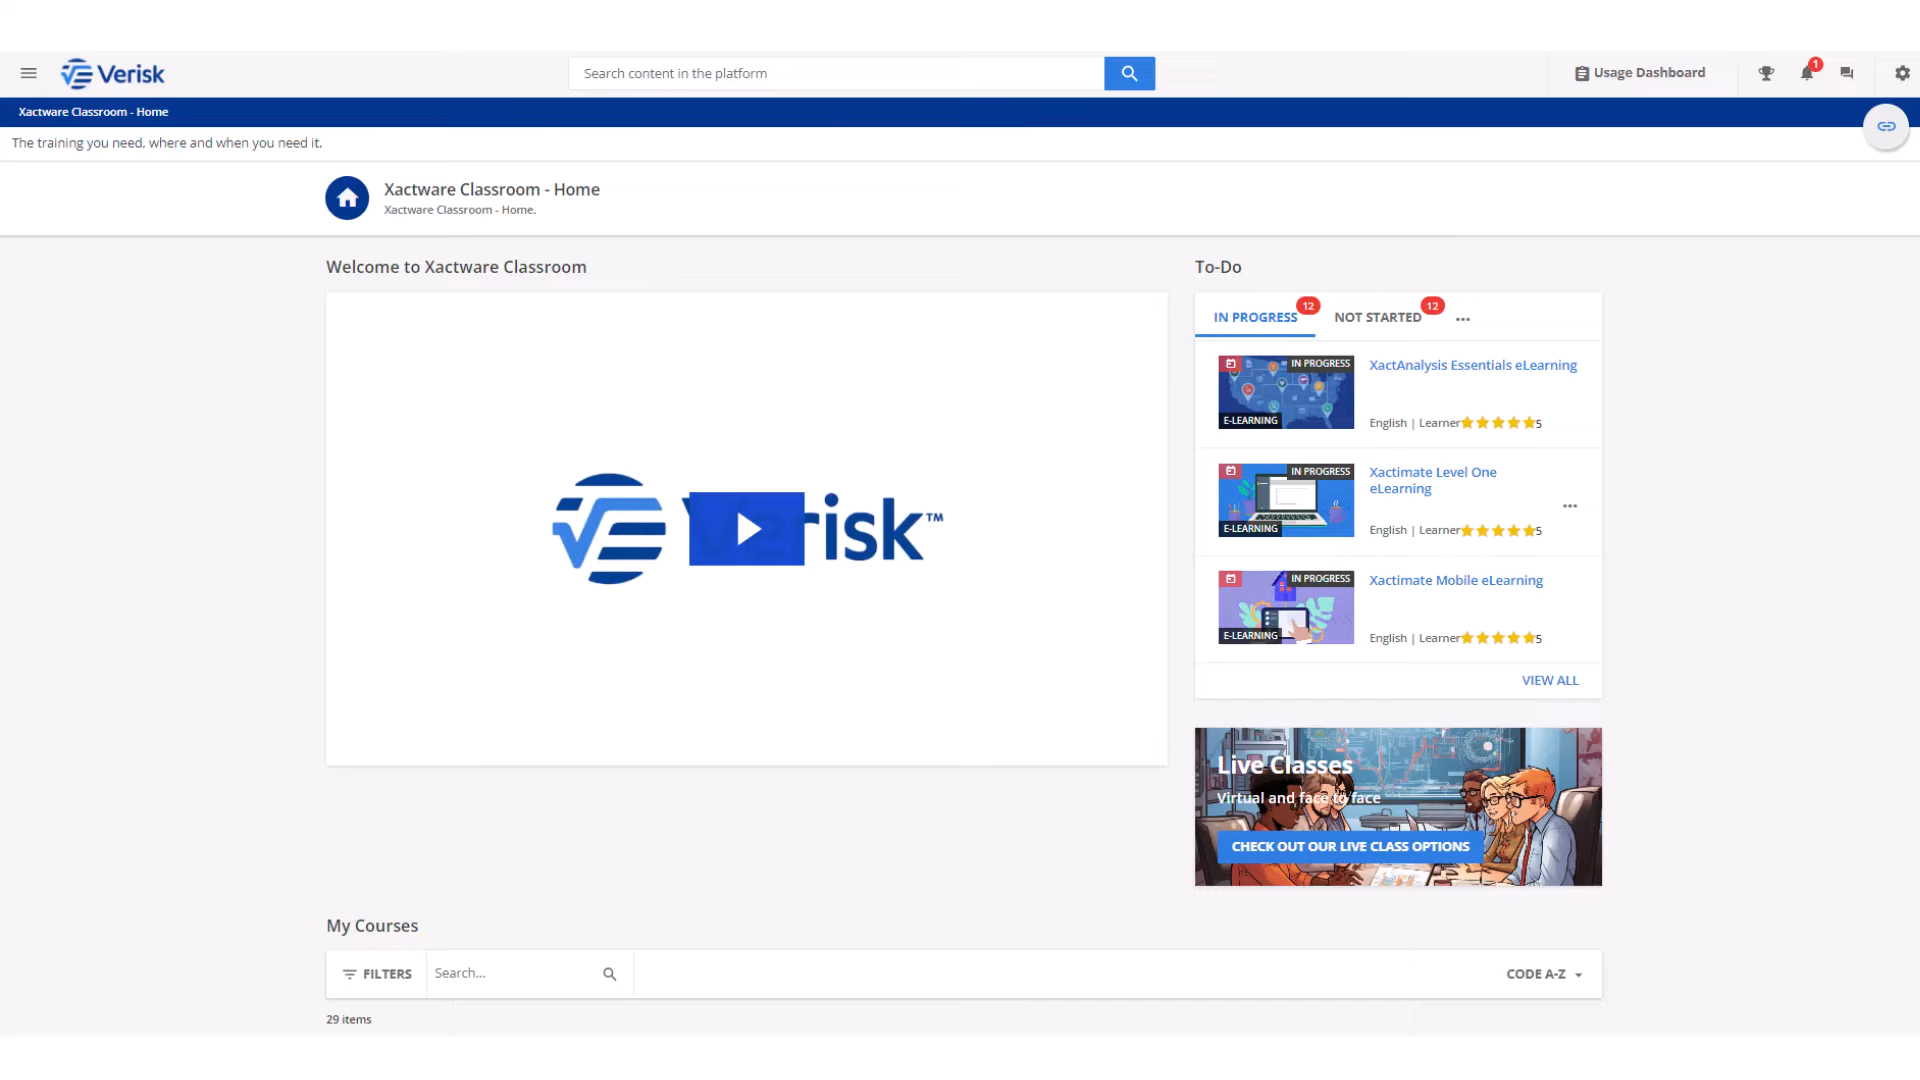 Verisk
Search content in the platform
Usage Dashboard
1
Xactware Classroom - Home
The training you need, where and when you need it.
Xactware Classroom - Home
Xactware Classroom - Home.
Welcome to Xactware Classroom
To-Do
IN PROGRESS 12
NOT STARTED 12
...
IN PROGRESS
E-LEARNING
XactAnalysis Essentials eLearning
English | Learner 5
IN PROGRESS
E-LEARNING
Xactimate Level One
eLearning
English | Learner 5
IN PROGRESS
E-LEARNING
Xactimate Mobile eLearning
English | Learner 5
VIEW ALL
Verisk™
Live Classes
Virtual and face to face
CHECK OUT OUR LIVE CLASS OPTIONS
My Courses
FILTERS
Search...
CODE A-Z
29 items